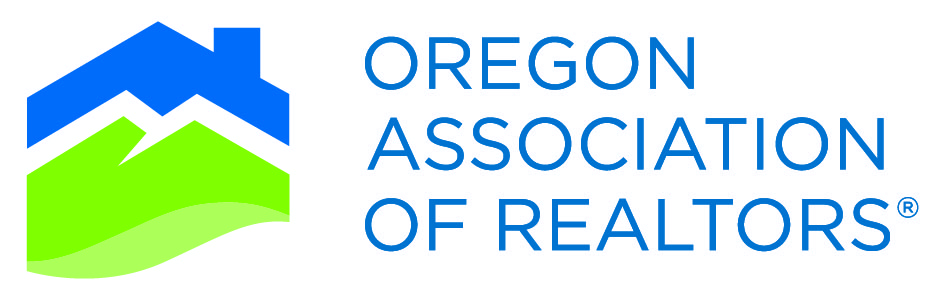 OREGON
ASSOCIATION
OF REALTORS®